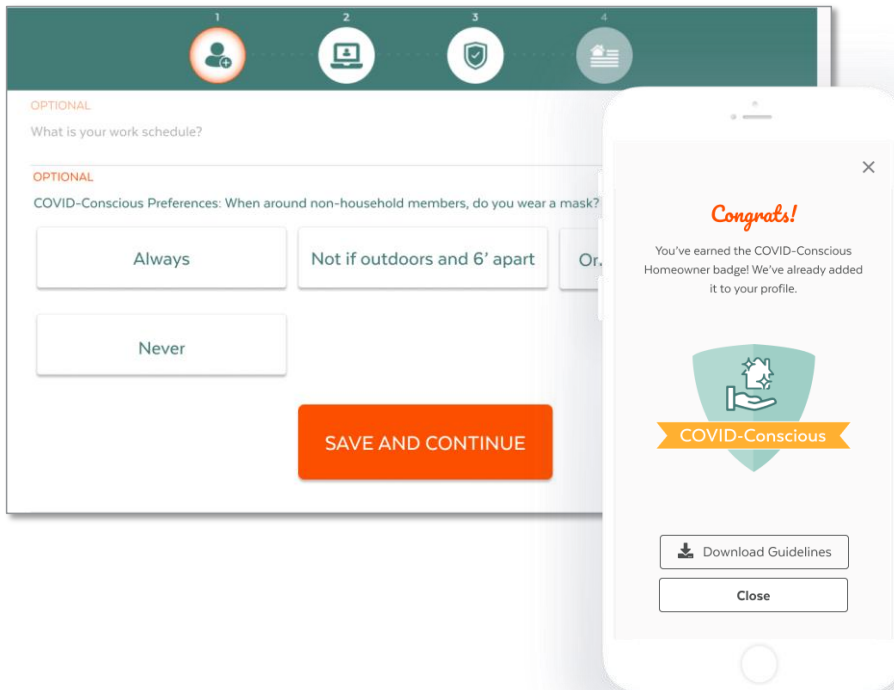 1 2 3 4
OPTIONAL
What is your work schedule?
OPTIONAL
COVID-Conscious Preferences: When around non-household members, do you wear a mask?
Always
Not if outdoors and 6' apart
Never
SAVE AND CONTINUE
Congrats!
You've earned the COVID-Conscious
Homeowner badge! We've already added
it to your profile.
COVID-Conscious
Download Guidelines
Close